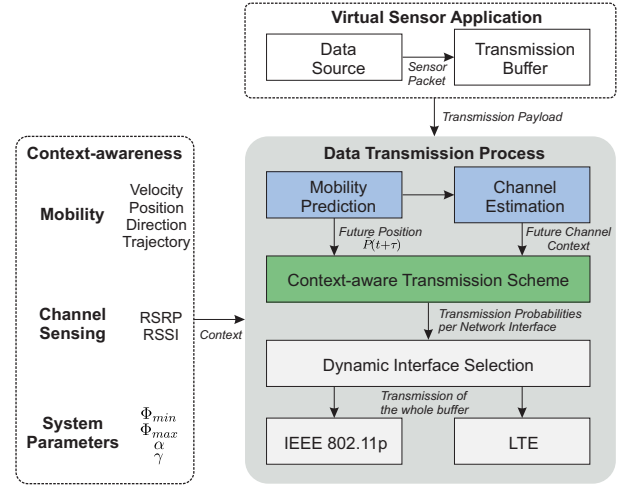 Virtual Sensor Application
Data
Source
Sensor
Packet
Transmission
Buffer
Transmission Payload
Context-awareness
Mobility
Velocity
Position
Direction
Trajectory
Channel
Sensing
RSRP
RSSI
System
Parameters
Φmin
Φmax
α
γ
Context
Data Transmission Process
Mobility
Prediction
Channel
Estimation
Future Position
P̃(t+τ)
Future Channel
Context
Context-aware Transmission Scheme
Transmission Probabilities
per Network Interface
Dynamic Interface Selection
Transmission of
the whole buffer
IEEE 802.11p
LTE